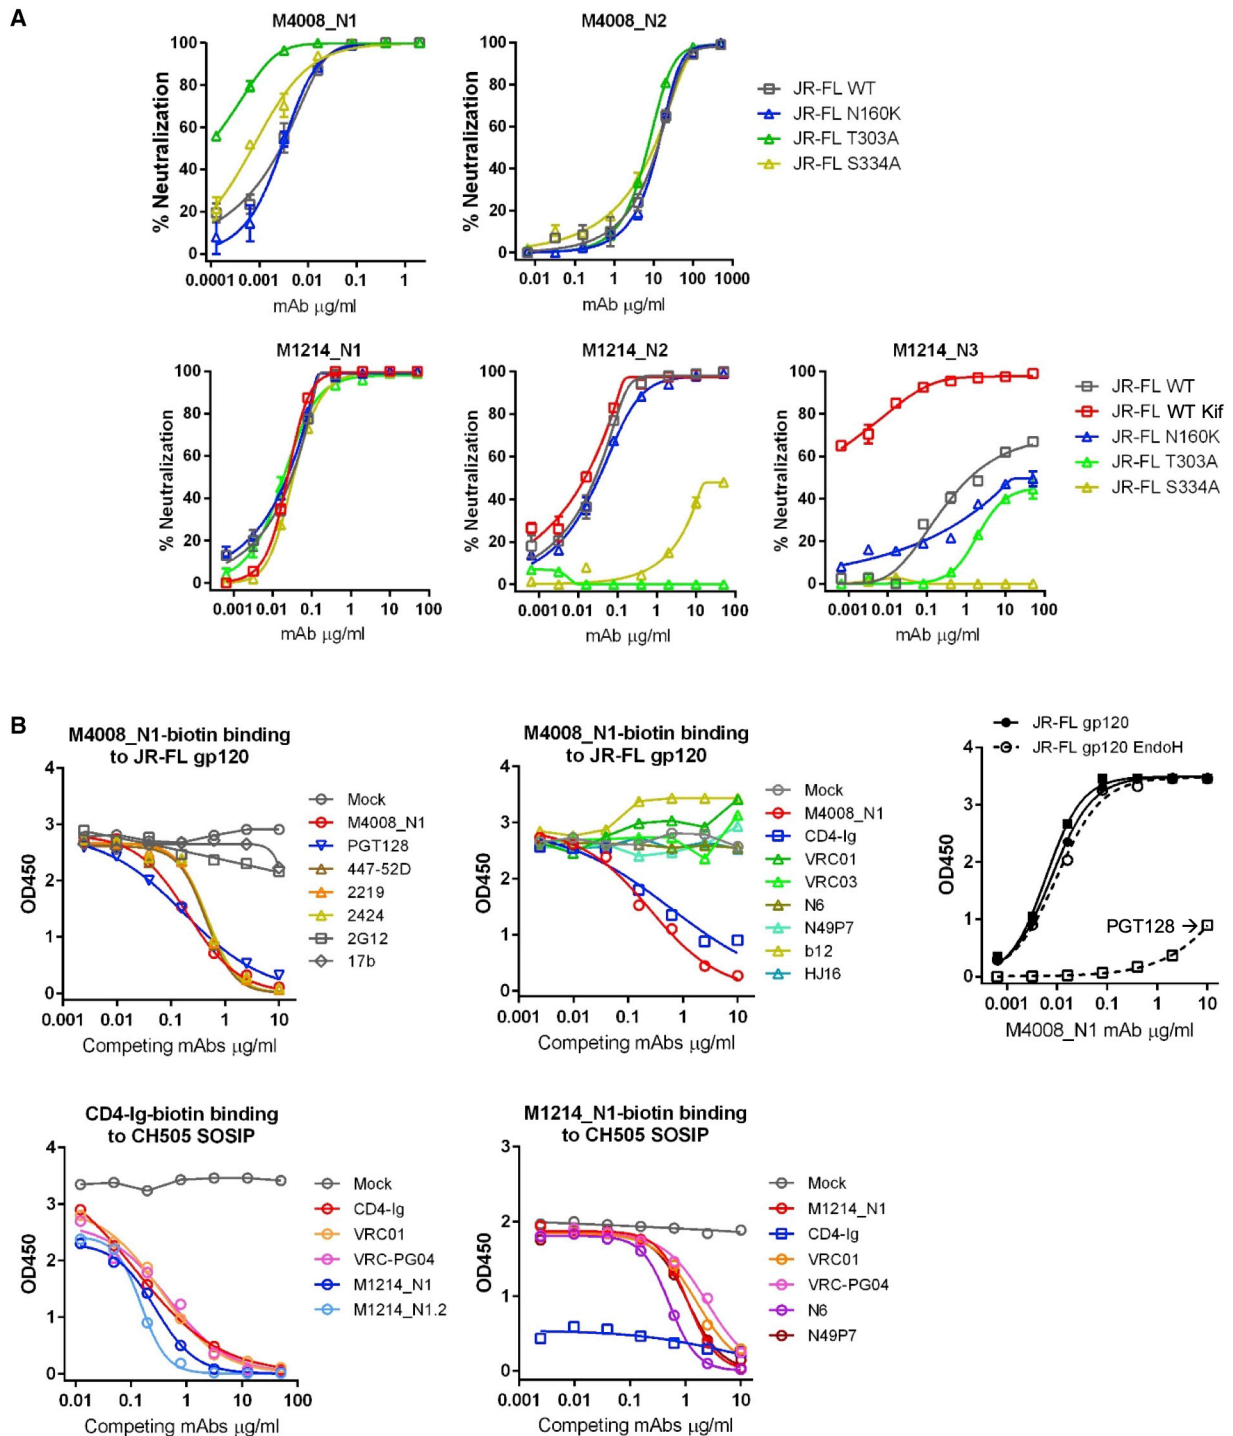 A
M4008_N1
100
80
60
40
20
0
% Neutralization
0.0001 0.001 0.01 0.1 1
mAb μg/ml
M4008_N2
100
80
60
40
20
0
% Neutralization
0.01 0.1 1 10 100 1000
mAb μg/ml
JR-FL WT
JR-FL N160K
JR-FL T303A
JR-FL S334A
M1214_N1
100
80
60
40
20
0
% Neutralization
0.001 0.01 0.1 1 10 100
mAb μg/ml
M1214_N2
100
80
60
40
20
0
% Neutralization
0.001 0.01 0.1 1 10 100
mAb μg/ml
M1214_N3
100
80
60
40
20
0
% Neutralization
0.001 0.01 0.1 1 10 100
mAb μg/ml
JR-FL WT
JR-FL WT Kif
JR-FL N160K
JR-FL T303A
JR-FL S334A
B
M4008_N1-biotin binding
to JR-FL gp120
4
3
2
1
0
OD450
0.001 0.01 0.1 1 10
Competing mAbs μg/ml
Mock
M4008_N1
PGT128
447-52D
2219
2424
2G12
17b
M4008_N1-biotin binding
to JR-FL gp120
4
3
2
1
0
OD450
0.001 0.01 0.1 1 10
Competing mAbs μg/ml
Mock
M4008_N1
CD4-Ig
VRC01
VRC03
N6
N49P7
b12
HJ16
JR-FL gp120
JR-FL gp120 EndoH
4
3
2
1
0
OD450
PGT128
0.001 0.01 0.1 1 10
M4008_N1 mAb μg/ml
CD4-Ig-biotin binding
to CH505 SOSIP
4
3
2
1
0
OD450
0.01 0.1 1 10 100
Competing mAbs μg/ml
Mock
CD4-Ig
VRC01
VRC-PG04
M1214_N1
M1214_N1.2
M1214_N1-biotin binding
to CH505 SOSIP
3
2
1
0
OD450
0.001 0.01 0.1 1 10
Competing mAbs μg/ml
Mock
M1214_N1
CD4-Ig
VRC01
VRC-PG04
N6
N49P7